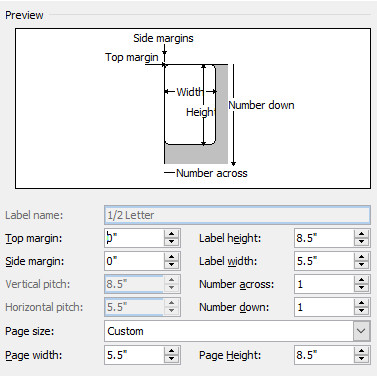 Preview
Side margins
Top margin
Width
Height
Number down
Number across
Label name: 1/2 Letter
Top margin: 0" Label height: 8.5"
Side margin: 0" Label width: 5.5"
Vertical pitch: 8.5" Number across: 1
Horizontal pitch: 5.5" Number down: 1
Page size: Custom
Page width: 5.5" Page Height: 8.5"